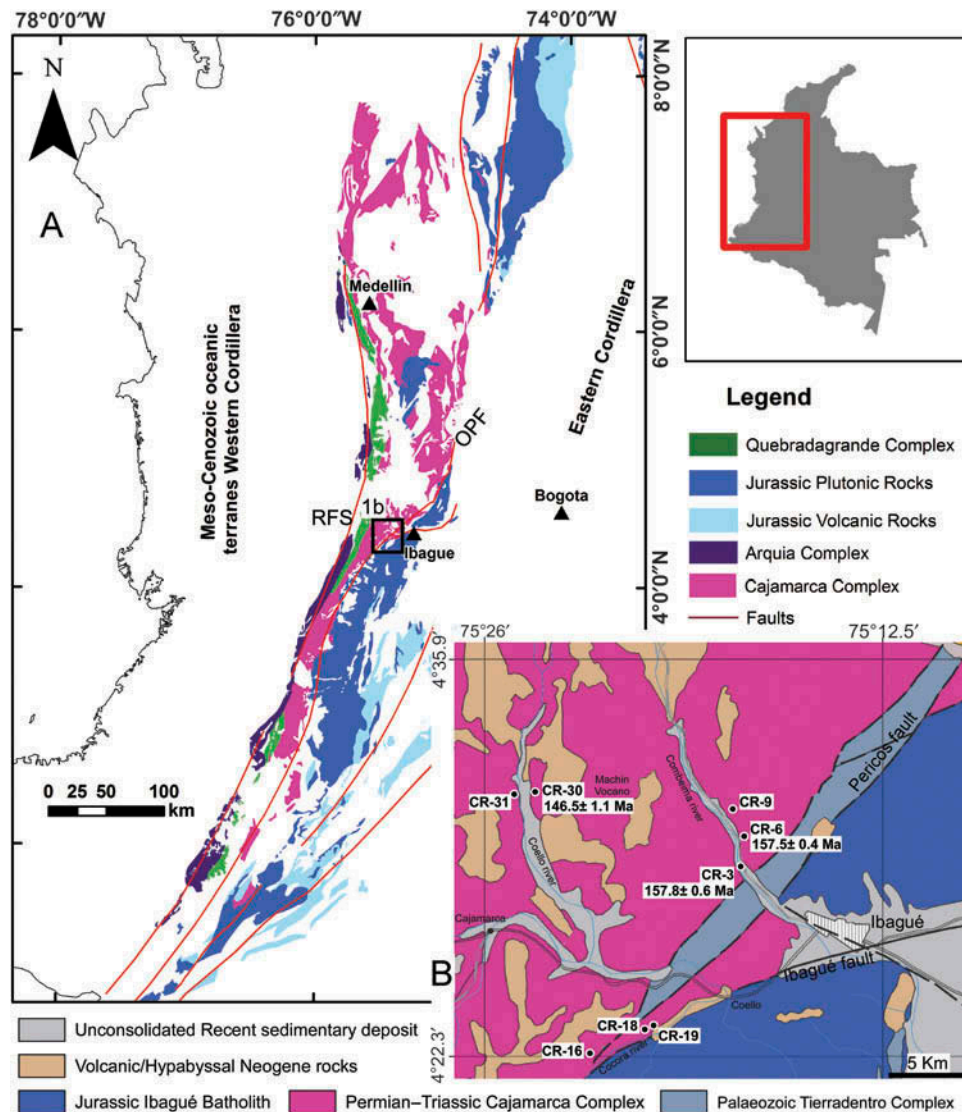 78°0'0"W
76°0'0"W
74°0'0"W
N
A
8°0'0"N
6°0'0"N
4°0'0"N
Medellin
Meso-Cenozoic oceanic
terranes Western Cordillera
Eastern Cordillera
OPF
RFS
1b
Bogota
Ibague
0 25 50 100
km
Legend
Quebradagrande Complex
Jurassic Plutonic Rocks
Jurassic Volcanic Rocks
Arquia Complex
Cajamarca Complex
Faults
75°26'
75°12.5'
4°35.9'
4°22.3'
Pericos fault
Combeima river
Machin
Vocano
CR-30
146.5± 1.1 Ma
CR-31
CR-9
CR-6
157.5± 0.4 Ma
CR-3
157.8± 0.6 Ma
Coello river
Cajamarca
Ibagué
Ibagué fault
B
Coello
CR-18
CR-19
CR-16
Cocora river
5 Km
Unconsolidated Recent sedimentary deposit
Volcanic/Hypabyssal Neogene rocks
Jurassic Ibagué Batholith
Permian–Triassic Cajamarca Complex
Palaeozoic Tierradentro Complex